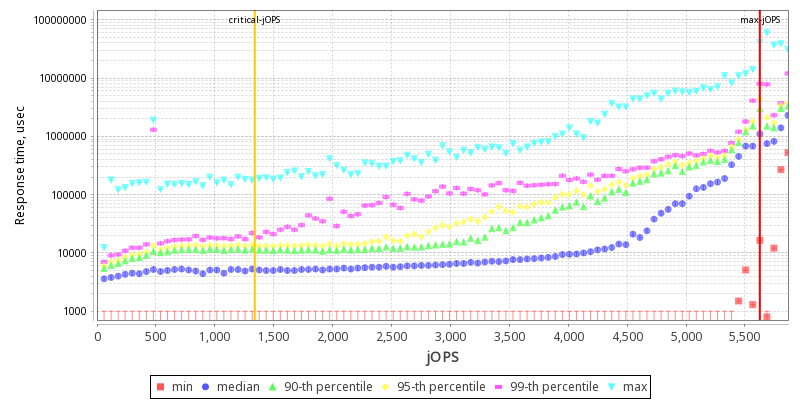 critical-jOPS max-jOPS
100000000
10000000
1000000
100000
10000
1000
Response time, usec
0 500 1,000 1,500 2,000 2,500 3,000 3,500 4,000 4,500 5,000 5,500
jOPS
min median 90-th percentile 95-th percentile 99-th percentile max